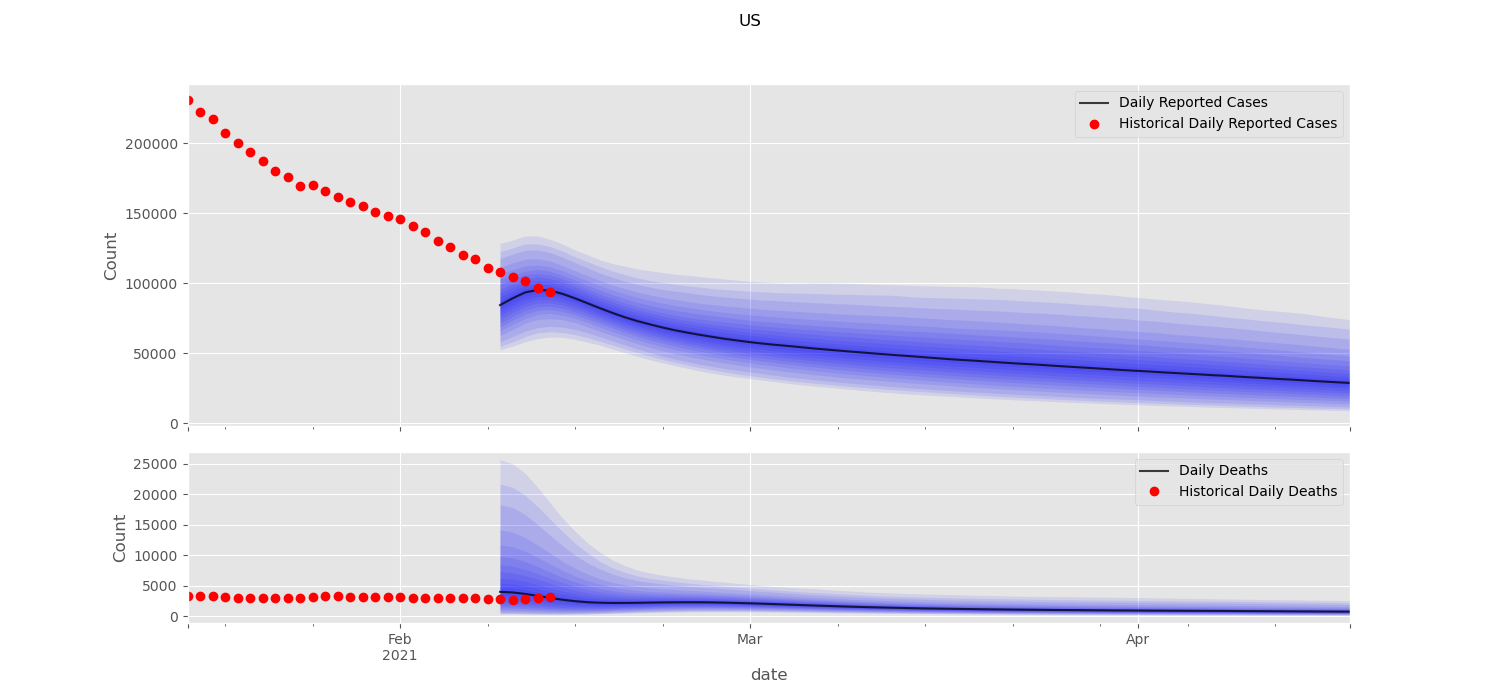 US
Count
200000
150000
100000
50000
0
Daily Reported Cases
Historical Daily Reported Cases
Count
25000
20000
15000
10000
5000
0
Daily Deaths
Historical Daily Deaths
Feb
2021
Mar
Apr
date